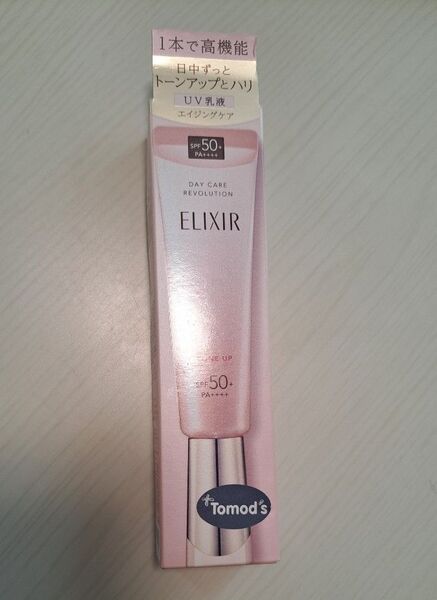 1本で高機能
日中ずっと
トーンアップとハリ
UV乳液
エイジングケア
SPF50+
PA++++
DAY CARE
REVOLUTION
ELIXIR
TONE UP
SPF50+
PA++++
Tomod's